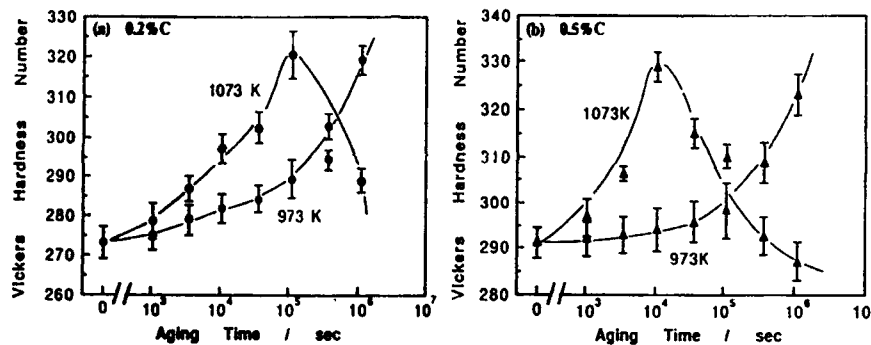 (a) 0.2%C
Vickers Hardness Number
330
320
310
300
290
280
270
260
1073 K
973 K
0 10³ 10⁴ 10⁵ 10⁶ 10⁷
Aging Time / sec
(b) 0.5%C
Vickers Hardness Number
340
330
320
310
300
290
280
1073K
973K
0 10³ 10⁴ 10⁵ 10⁶ 10
Aging Time / sec